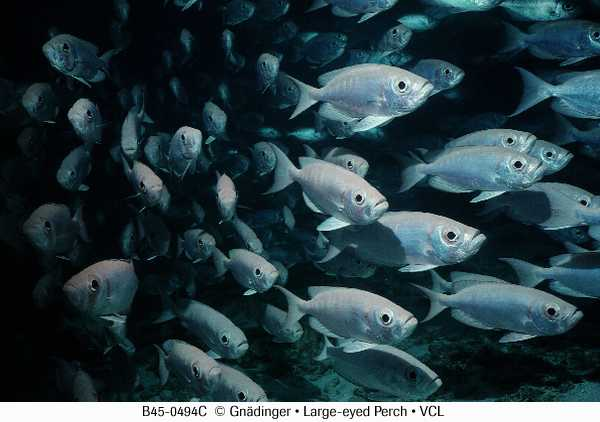 B45-0494C © Gnädinger • Large-eyed Perch • VCL